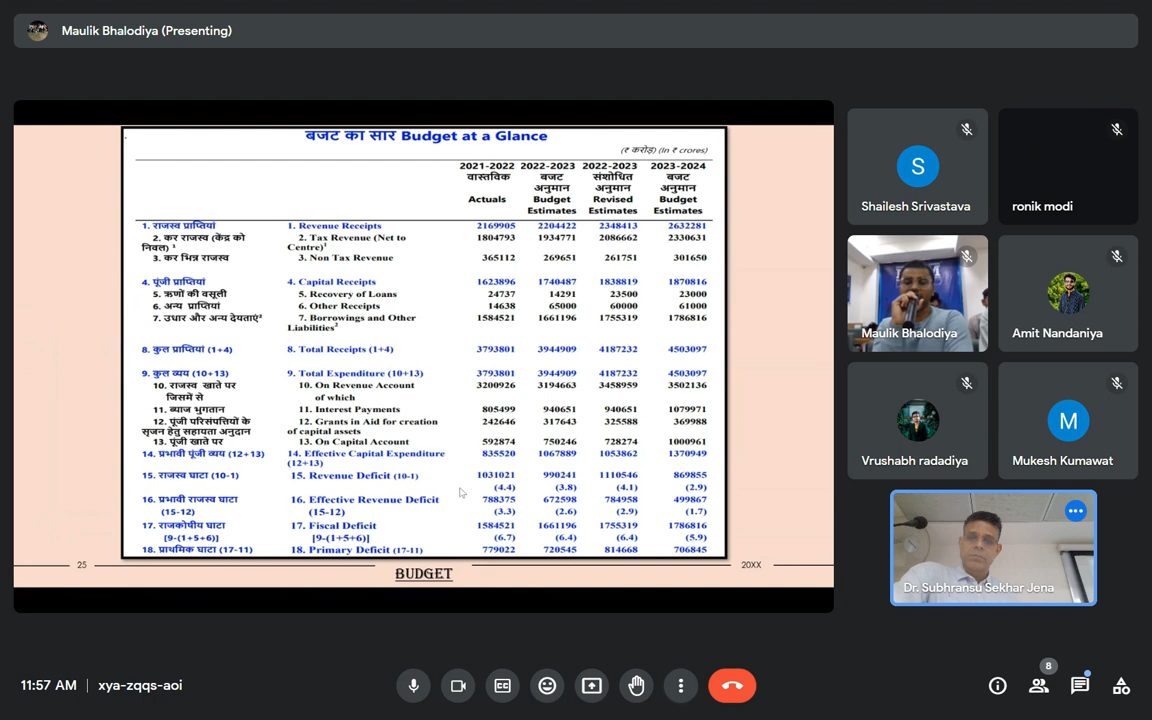 Maulik Bhalodiya (Presenting)
बजट का सार Budget at a Glance
(₹ करोड़) (In ₹ crores)
2021-2022 2022-2023 2022-2023 2023-2024
वास्तविक बजट संशोधित बजट
अनुमान अनुमान अनुमान
Actuals Budget Revised Budget
Estimates Estimates Estimates
1. राजस्व प्राप्तियां 1. Revenue Receipts 2169905 2204422 2348413 2632281
2. कर राजस्व (केंद्र को 2. Tax Revenue (Net to 1804793 1934771 2086662 2330631
निवल) ¹ Centre)¹
3. कर भिन्न राजस्व 3. Non Tax Revenue 365112 269651 261751 301650
4. पूंजी प्राप्तियां 4. Capital Receipts 1623896 1740487 1838819 1870816
5. ऋणों की वसूली 5. Recovery of Loans 24737 14291 23500 23000
6. अन्य प्राप्तियां 6. Other Receipts 14638 65000 60000 61000
7. उधार और अन्य देयताएं² 7. Borrowings and Other 1584521 1661196 1755319 1786816
Liabilities²
8. कुल प्राप्तियां (1+4) 8. Total Receipts (1+4) 3793801 3944909 4187232 4503097
9. कुल व्यय (10+13) 9. Total Expenditure (10+13) 3793801 3944909 4187232 4503097
10. राजस्व खाते पर 10. On Revenue Account 3200926 3194663 3458959 3502136
जिसमें से of which
11. ब्याज भुगतान 11. Interest Payments 805499 940651 940651 1079971
12. पूंजी परिसंपत्तियों के 12. Grants in Aid for creation 242646 317643 325588 369988
सृजन हेतु सहायता अनुदान of capital assets
13. पूंजी खाते पर 13. On Capital Account 592874 750246 728274 1000961
14. प्रभावी पूंजी व्यय (12+13) 14. Effective Capital Expenditure 835520 1067889 1053862 1370949
(12+13)
15. राजस्व घाटा (10-1) 15. Revenue Deficit (10-1) 1031021 990241 1110546 869855
(4.4) (3.8) (4.1) (2.9)
16. प्रभावी राजस्व घाटा 16. Effective Revenue Deficit 788375 672598 784958 499867
(15-12) (15-12) (3.3) (2.6) (2.9) (1.7)
17. राजकोषीय घाटा 17. Fiscal Deficit 1584521 1661196 1755319 1786816
[9-(1+5+6)] [9-(1+5+6)] (6.7) (6.4) (6.4) (5.9)
18. प्राथमिक घाटा (17-11) 18. Primary Deficit (17-11) 779022 720545 814668 706845
25 BUDGET 20XX
S
Shailesh Srivastava
ronik modi
Maulik Bhalodiya
Amit Nandaniya
Vrushabh radadiya
M
Mukesh Kumawat
Dr. Subhransu Sekhar Jena
11:57 AM | xya-zqqs-aoi
CC
8